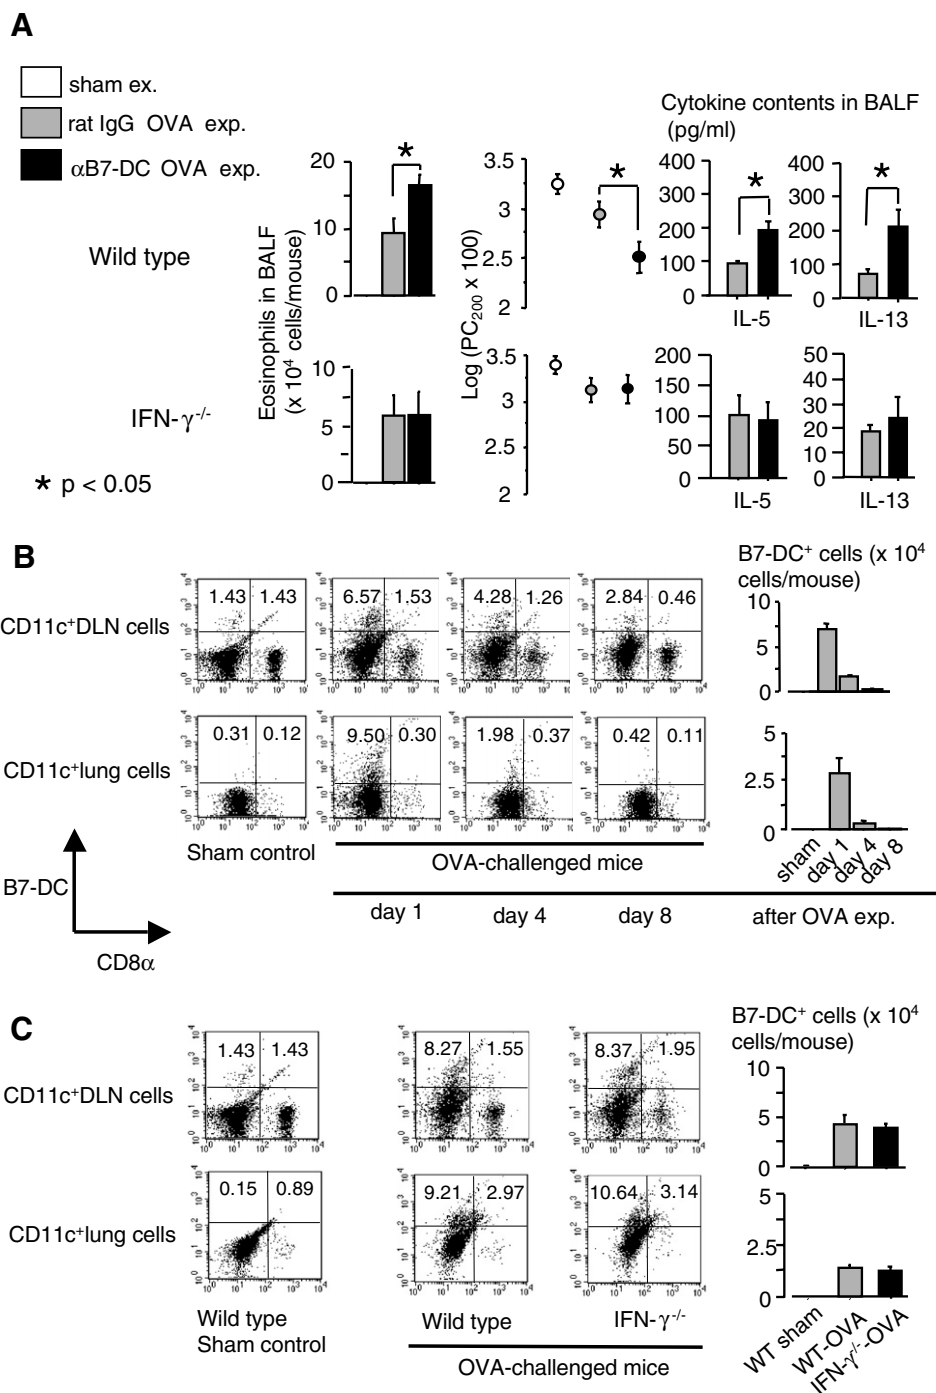 A
sham ex.
rat IgG OVA exp.
αB7-DC OVA exp.
Cytokine contents in BALF
(pg/ml)
Wild type
Eosinophils in BALF
(x 10⁴ cells/mouse)
20
10
0
*
Log (PC₂₀₀ x 100)
3.5
3
2.5
2
*
400
300
200
100
0
*
IL-5
400
300
200
100
0
*
IL-13
IFN-γ⁻/⁻
* p < 0.05
10
5
0
3.5
3
2.5
2
200
150
100
50
0
IL-5
50
40
30
20
10
0
IL-13
B
B7-DC⁺ cells (x 10⁴
cells/mouse)
CD11c⁺DLN cells
1.43 1.43
6.57 1.53
4.28 1.26
2.84 0.46
10
5
0
CD11c⁺lung cells
0.31 0.12
9.50 0.30
1.98 0.37
0.42 0.11
5
2.5
0
sham
day 1
day 4
day 8
Sham control
OVA-challenged mice
B7-DC
CD8α
day 1
day 4
day 8
after OVA exp.
C
B7-DC⁺ cells (x 10⁴
cells/mouse)
CD11c⁺DLN cells
1.43 1.43
8.27 1.55
8.37 1.95
10
5
0
CD11c⁺lung cells
0.15 0.89
9.21 2.97
10.64 3.14
5
2.5
0
WT sham
WT-OVA
IFN-γ⁻/⁻-OVA
Wild type
Sham control
Wild type
IFN-γ⁻/⁻
OVA-challenged mice